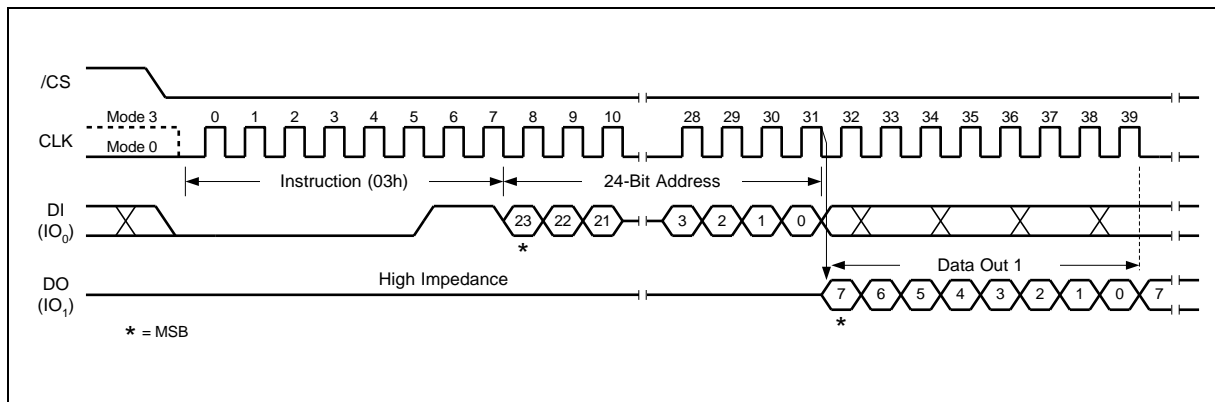 /CS
Mode 3 0 1 2 3 4 5 6 7 8 9 10 28 29 30 31 32 33 34 35 36 37 38 39
CLK
Mode 0
Instruction (03h) 24-Bit Address
DI
(IO0)
23 22 21 3 2 1 0
*
High Impedance Data Out 1
DO
(IO1)
7 6 5 4 3 2 1 0 7
*
* = MSB